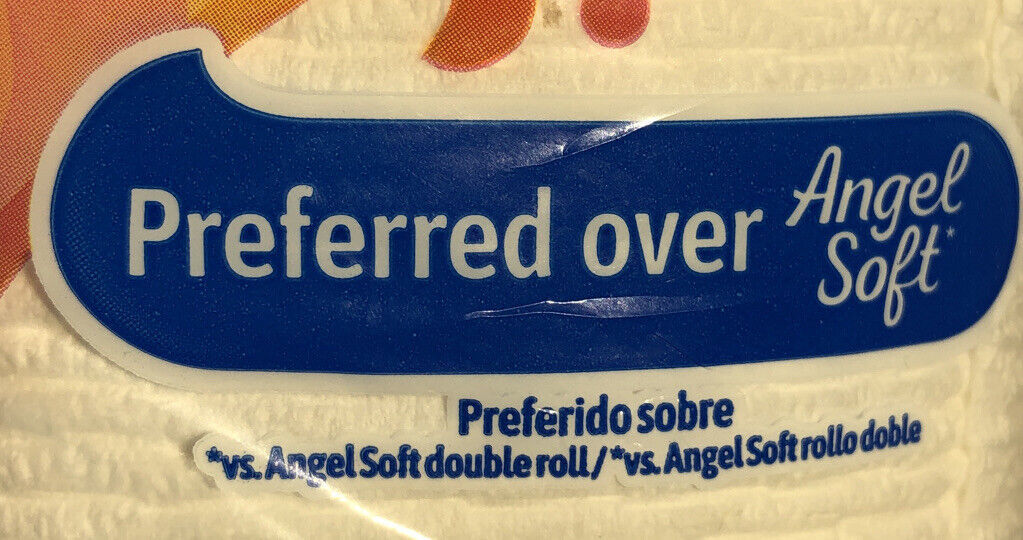 Preferred over Angel
Soft*
Preferido sobre
*vs. Angel Soft double roll / *vs. Angel Soft rollo doble